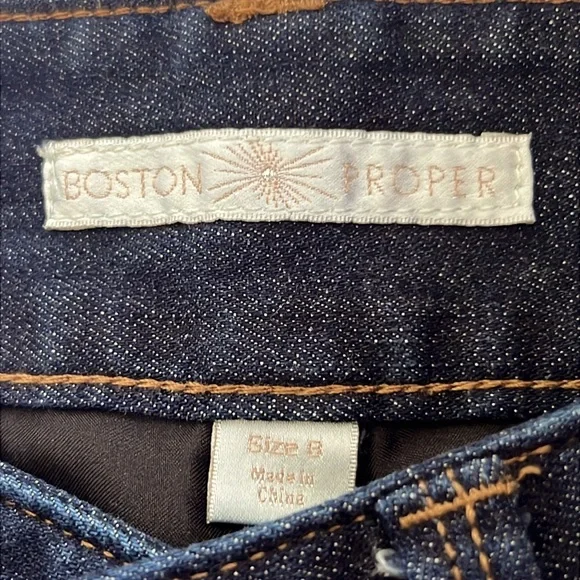 BOSTON PROPER
Size 8
Made in
China